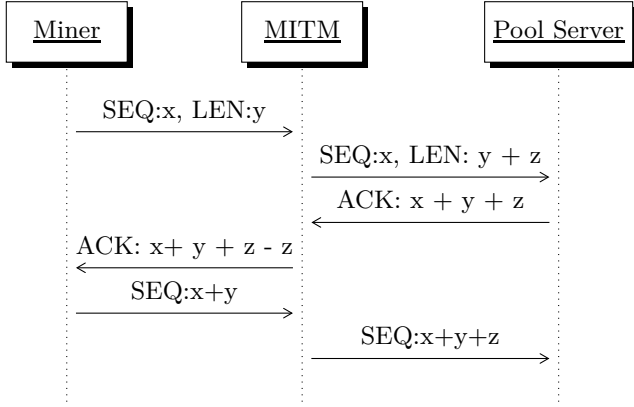 Miner
MITM
Pool Server
SEQ:x, LEN:y
SEQ:x, LEN: y + z
ACK: x + y + z
ACK: x+ y + z - z
SEQ:x+y
SEQ:x+y+z